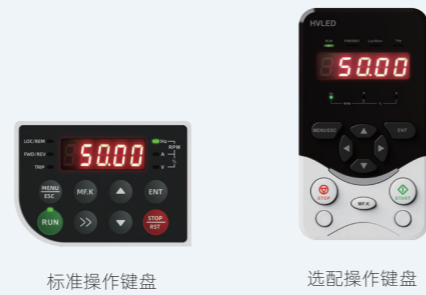 LOC/REM
FWD/REV
TRIP
50.00
Hz
RPM
A
%
V
MENU
ESC
MF.K
ENT
RUN
>>
STOP
RST
标准操作键盘
HVLED
50.00
MENU/ESC
ENT
STOP
MF.K
START
选配操作键盘